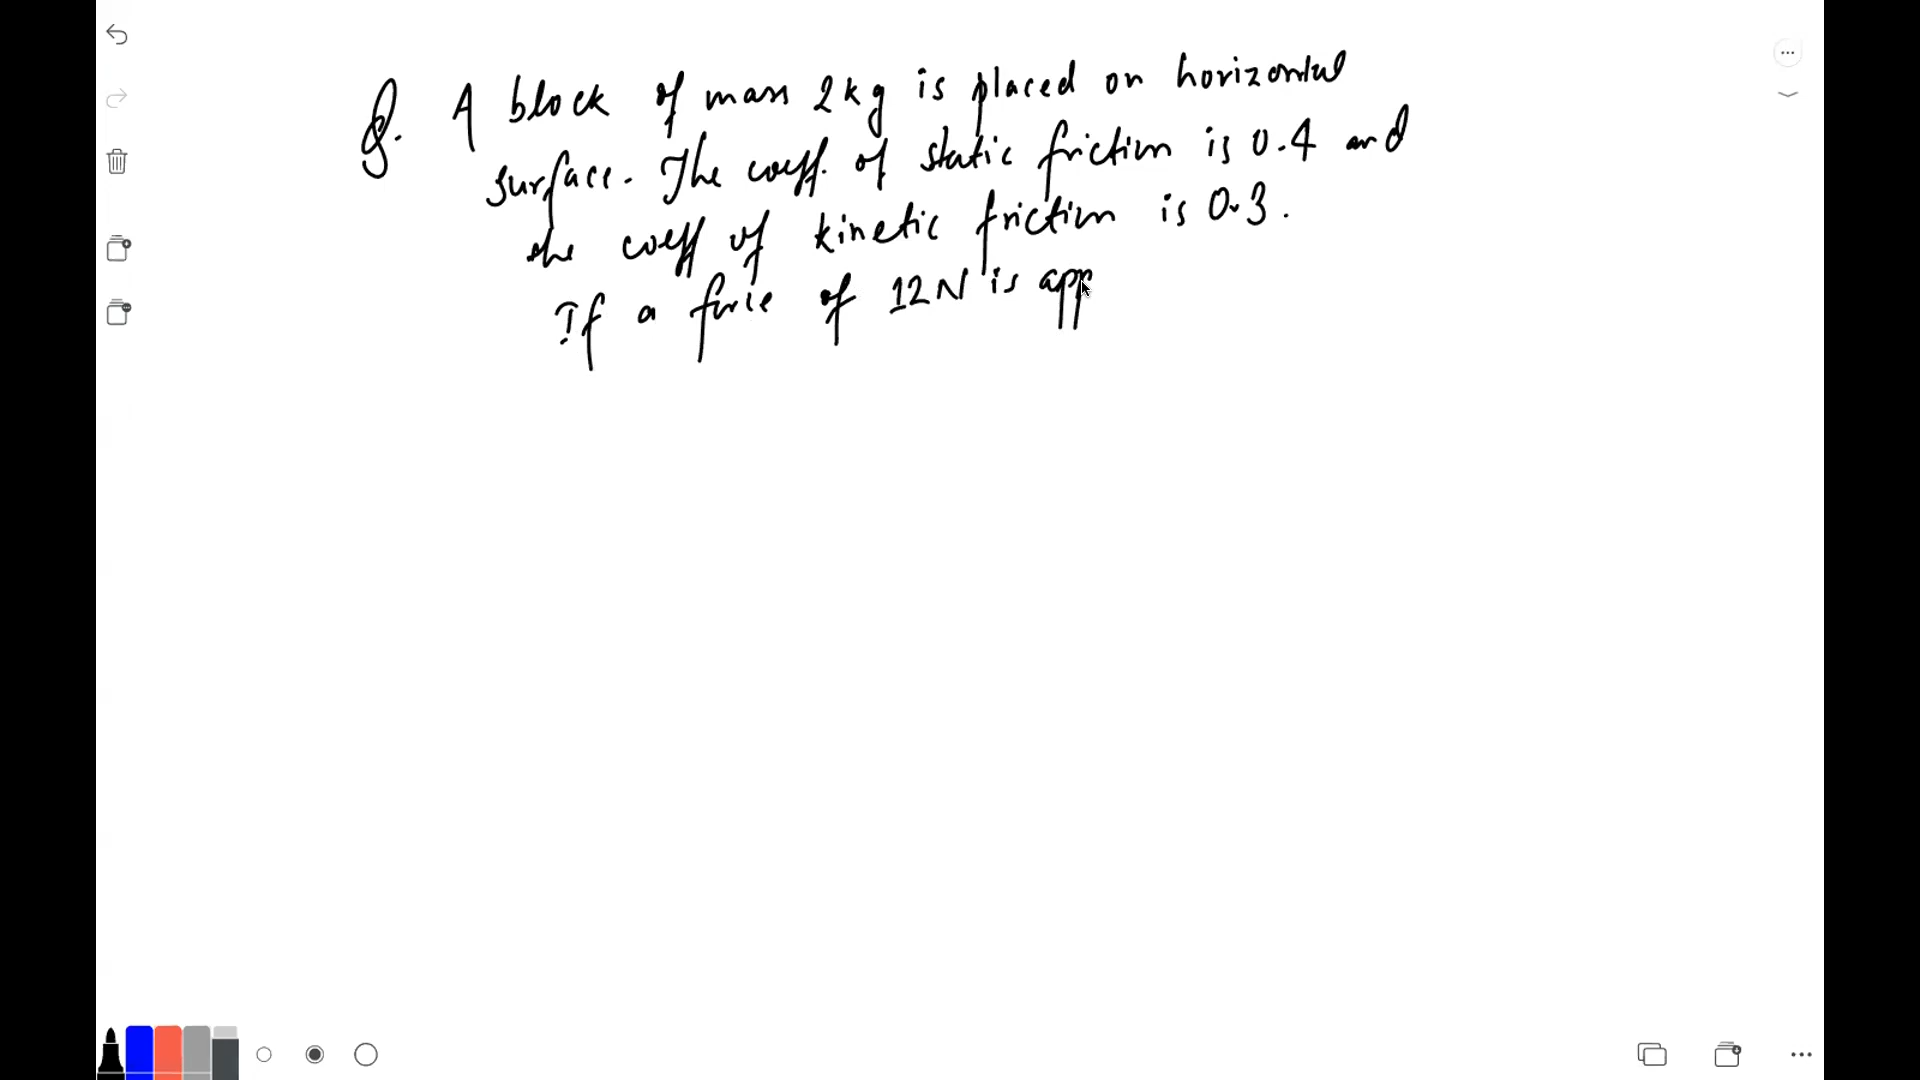 Q. A block of mass 2kg is placed on horizontal
surface. The coeff. of static friction is 0.4 and
the coeff of kinetic friction is 0.3.
If a force of 12N is app